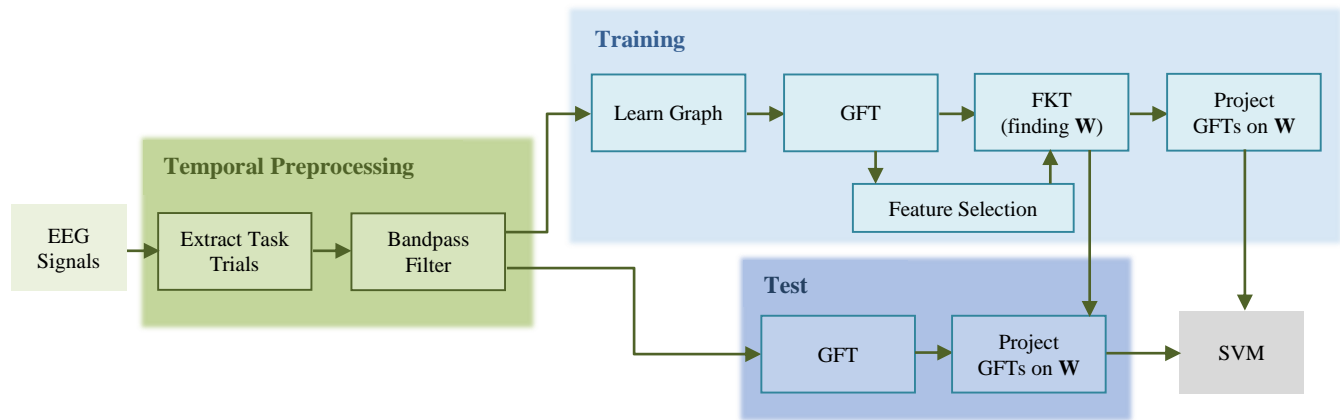 Training
Learn Graph
GFT
FKT
(finding W)
Project
GFTs on W
Feature Selection
Temporal Preprocessing
EEG
Signals
Extract Task
Trials
Bandpass
Filter
Test
GFT
Project
GFTs on W
SVM